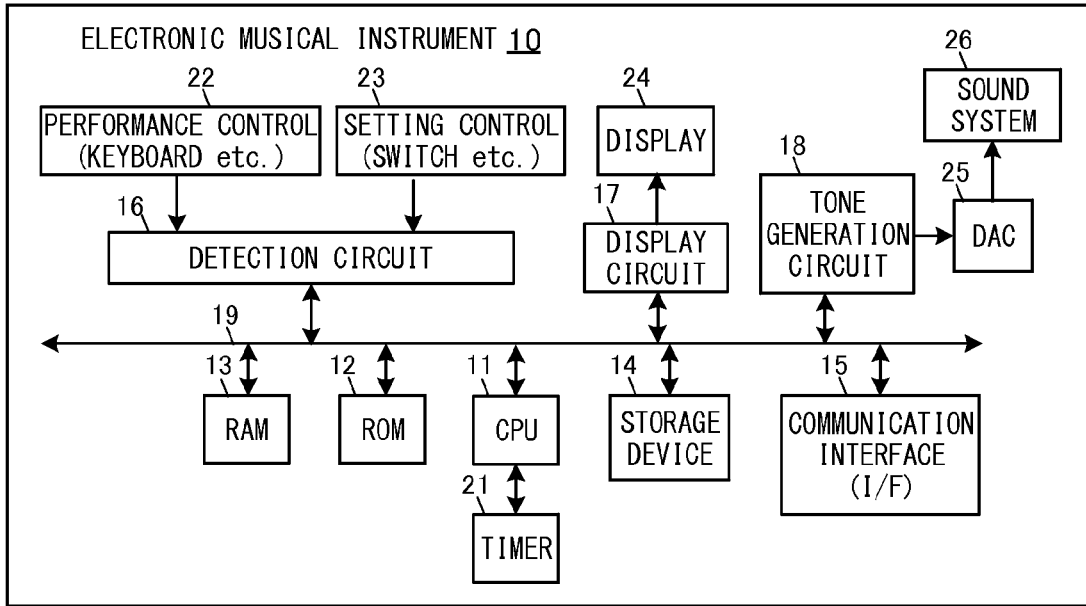 ELECTRONIC MUSICAL INSTRUMENT 10
22
PERFORMANCE CONTROL
(KEYBOARD etc.)
23
SETTING CONTROL
(SWITCH etc.)
24
DISPLAY
26
SOUND
SYSTEM
16
DETECTION CIRCUIT
17
DISPLAY
CIRCUIT
18
TONE
GENERATION
CIRCUIT
25
DAC
19
13
RAM
12
ROM
11
CPU
14
STORAGE
DEVICE
15
COMMUNICATION
INTERFACE
(I/F)
21
TIMER